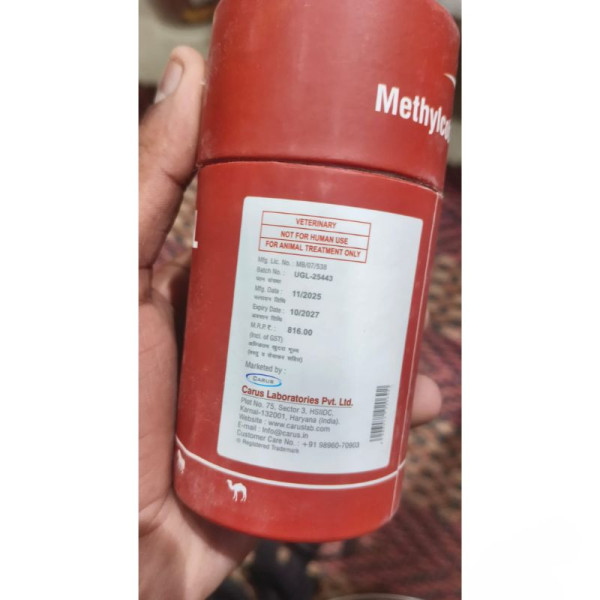 Methylco
L
VETERINARY
NOT FOR HUMAN USE
FOR ANIMAL TREATMENT ONLY
Mfg. Lic. No. : MB/07/538
Batch No. : UGL-25443
Mfg. Date : 11/2025
Expiry Date : 10/2027
M.R.P. ₹. : 816.00
(Incl. of GST)
Marketed by :
CARUS
Carus Laboratories Pvt. Ltd.
Plot No. 75, Sector 3, HSIIDC,
Karnal-132001, Haryana (India).
Website : www.caruslab.com
E-mail : info@carus.in
Customer Care No. : +91 98960-70903
® Registered Trademark